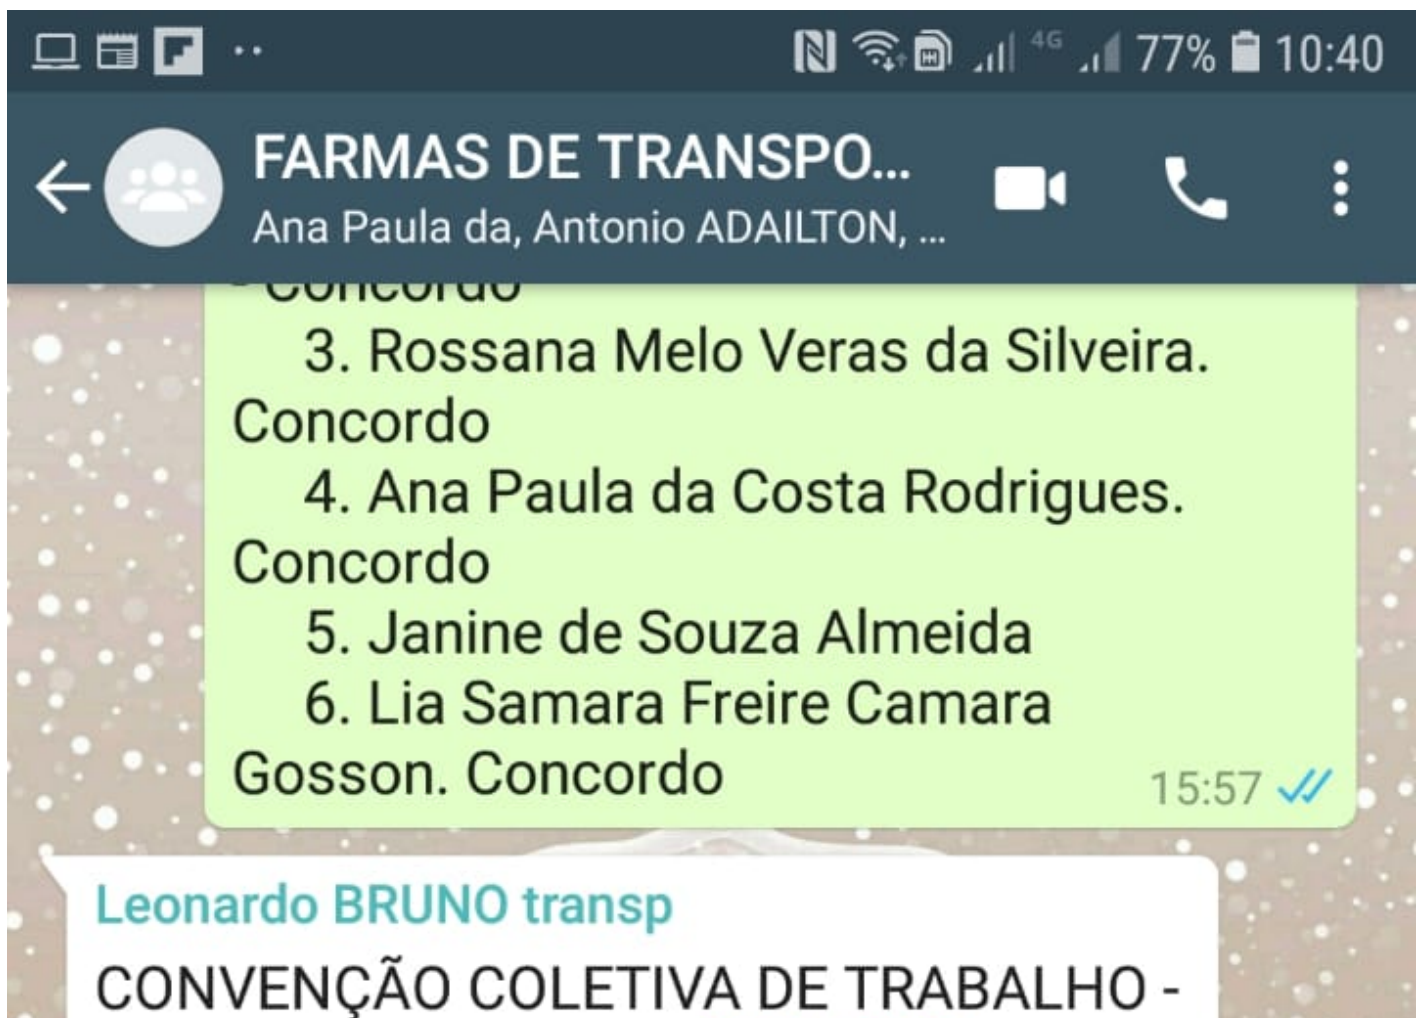 4G 77% 10:40
FARMAS DE TRANSPO...
Ana Paula da, Antonio ADAILTON, ...
- Concordo
3. Rossana Melo Veras da Silveira.
Concordo
4. Ana Paula da Costa Rodrigues.
Concordo
5. Janine de Souza Almeida
6. Lia Samara Freire Camara
Gosson. Concordo
15:57
Leonardo BRUNO transp
CONVENÇÃO COLETIVA DE TRABALHO -